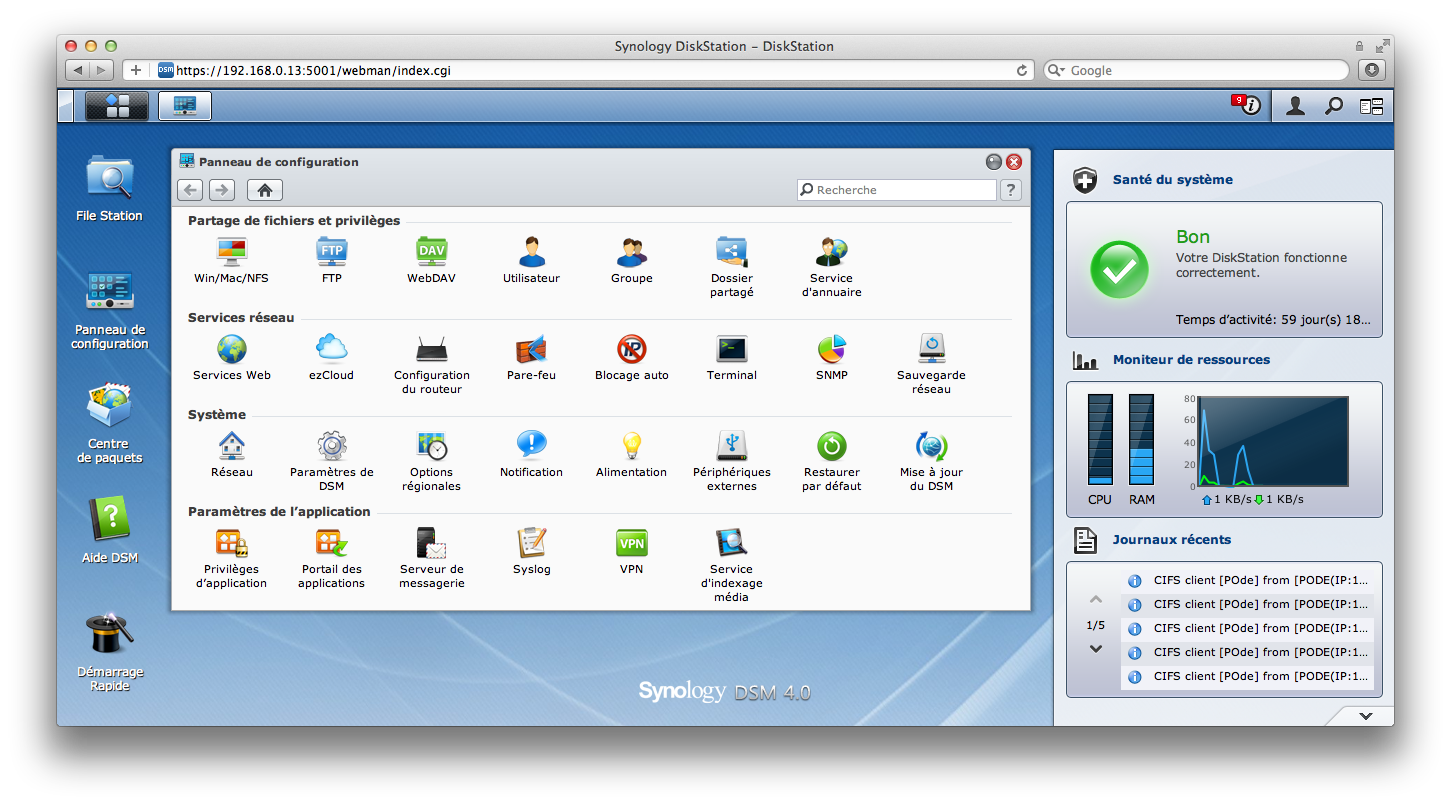 Synology DiskStation – DiskStation
DSM https://192.168.0.13:5001/webman/index.cgi
Google
9
Panneau de configuration
Recherche
?
File Station
Panneau de
configuration
Centre
de paquets
Aide DSM
Démarrage
Rapide
Partage de fichiers et privilèges
FTP
DAV
Win/Mac/NFS
FTP
WebDAV
Utilisateur
Groupe
Dossier
partagé
Service
d'annuaire
Services réseau
IP
Services Web
ezCloud
Configuration
du routeur
Pare-feu
Blocage auto
Terminal
SNMP
Sauvegarde
réseau
Système
Réseau
Paramètres de
DSM
Options
régionales
Notification
Alimentation
Périphériques
externes
Restaurer
par défaut
Mise à jour
du DSM
Paramètres de l’application
VPN
Privilèges
d’application
Portail des
applications
Serveur de
messagerie
Syslog
VPN
Service
d'indexage
média
Synology DSM 4.0
Santé du système
Bon
Votre DiskStation fonctionne
correctement.
Temps d’activité: 59 jour(s) 18...
Moniteur de ressources
80
60
40
20
0
CPU
RAM
1 KB/s
1 KB/s
Journaux récents
1/5
CIFS client [POde] from [PODE(IP:1...
CIFS client [POde] from [PODE(IP:1...
CIFS client [POde] from [PODE(IP:1...
CIFS client [POde] from [PODE(IP:1...
CIFS client [POde] from [PODE(IP:1...